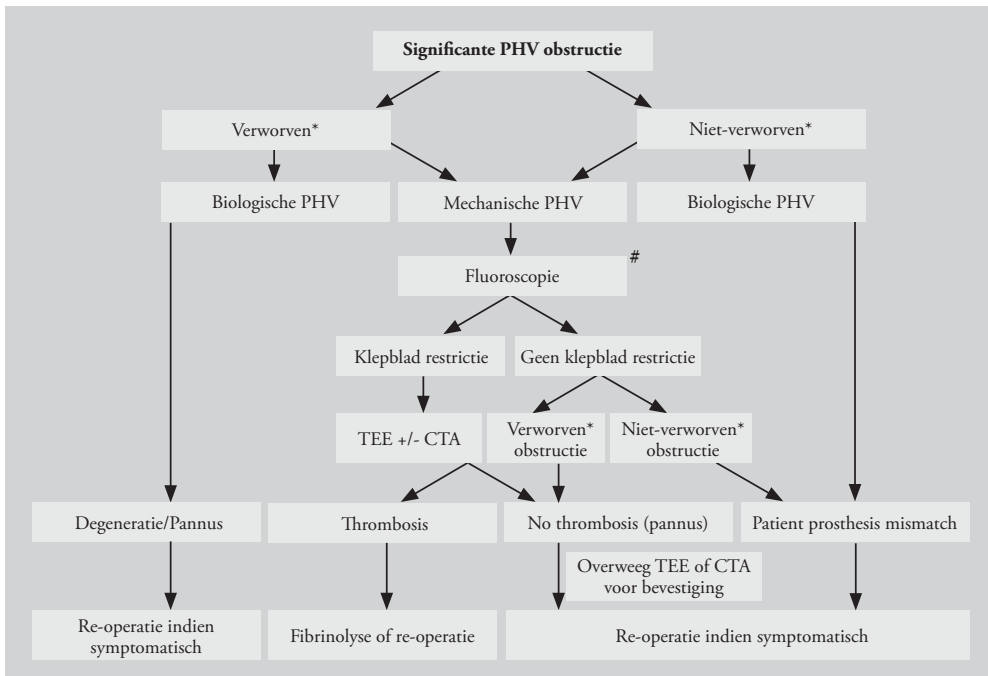 Significante PHV obstructie
Verworven*
Niet-verworven*
Biologische PHV
Mechanische PHV
Biologische PHV
#
Fluoroscopie
Klepblad restrictie
Geen klepblad restrictie
TEE +/- CTA
Verworven*
obstructie
Niet-verworven*
obstructie
Degeneratie/Pannus
Thrombosis
No thrombosis (pannus)
Patient prosthesis mismatch
Overweeg TEE of CTA
voor bevestiging
Re-operatie indien
symptomatisch
Fibrinolyse of re-operatie
Re-operatie indien symptomatisch